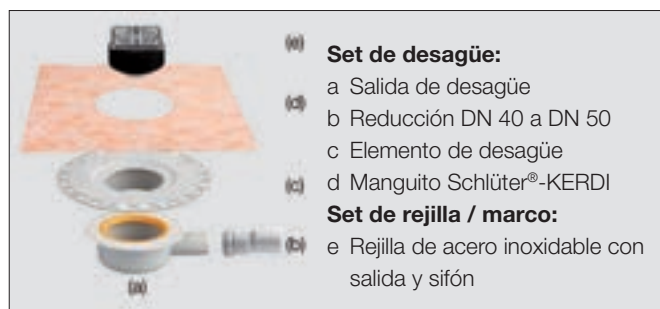 (e)
(d)
(c)
(b)
(a)
Set de desagüe:
a Salida de desagüe
b Reducción DN 40 a DN 50
c Elemento de desagüe
d Manguito Schlüter®-KERDI
Set de rejilla / marco:
e Rejilla de acero inoxidable con
salida y sifón